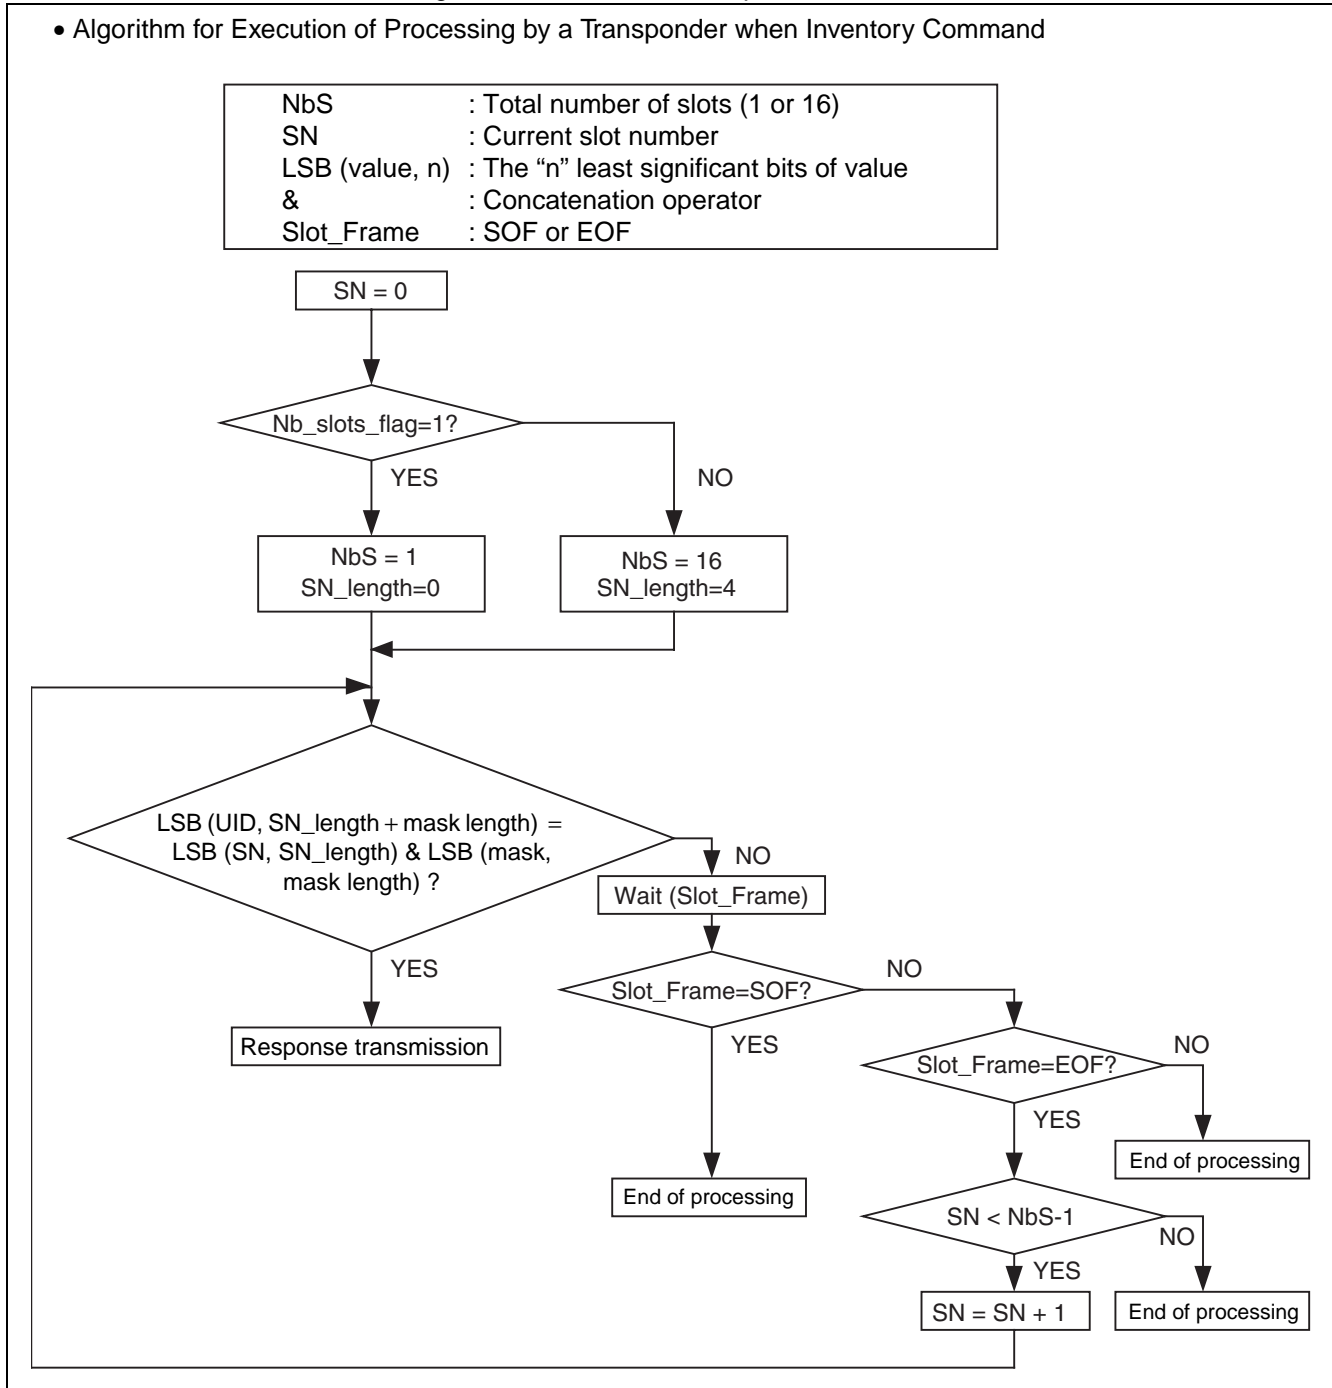 • Algorithm for Execution of Processing by a Transponder when Inventory Command
NbS : Total number of slots (1 or 16)
SN : Current slot number
LSB (value, n) : The “n” least significant bits of value
& : Concatenation operator
Slot_Frame : SOF or EOF
SN = 0
Nb_slots_flag=1?
YES
NO
NbS = 1
SN_length=0
NbS = 16
SN_length=4
LSB (UID, SN_length + mask length) =
LSB (SN, SN_length) & LSB (mask,
mask length) ?
NO
Wait (Slot_Frame)
YES
Response transmission
Slot_Frame=SOF?
NO
YES
End of processing
Slot_Frame=EOF?
NO
YES
End of processing
SN < NbS-1
NO
YES
SN = SN + 1
End of processing